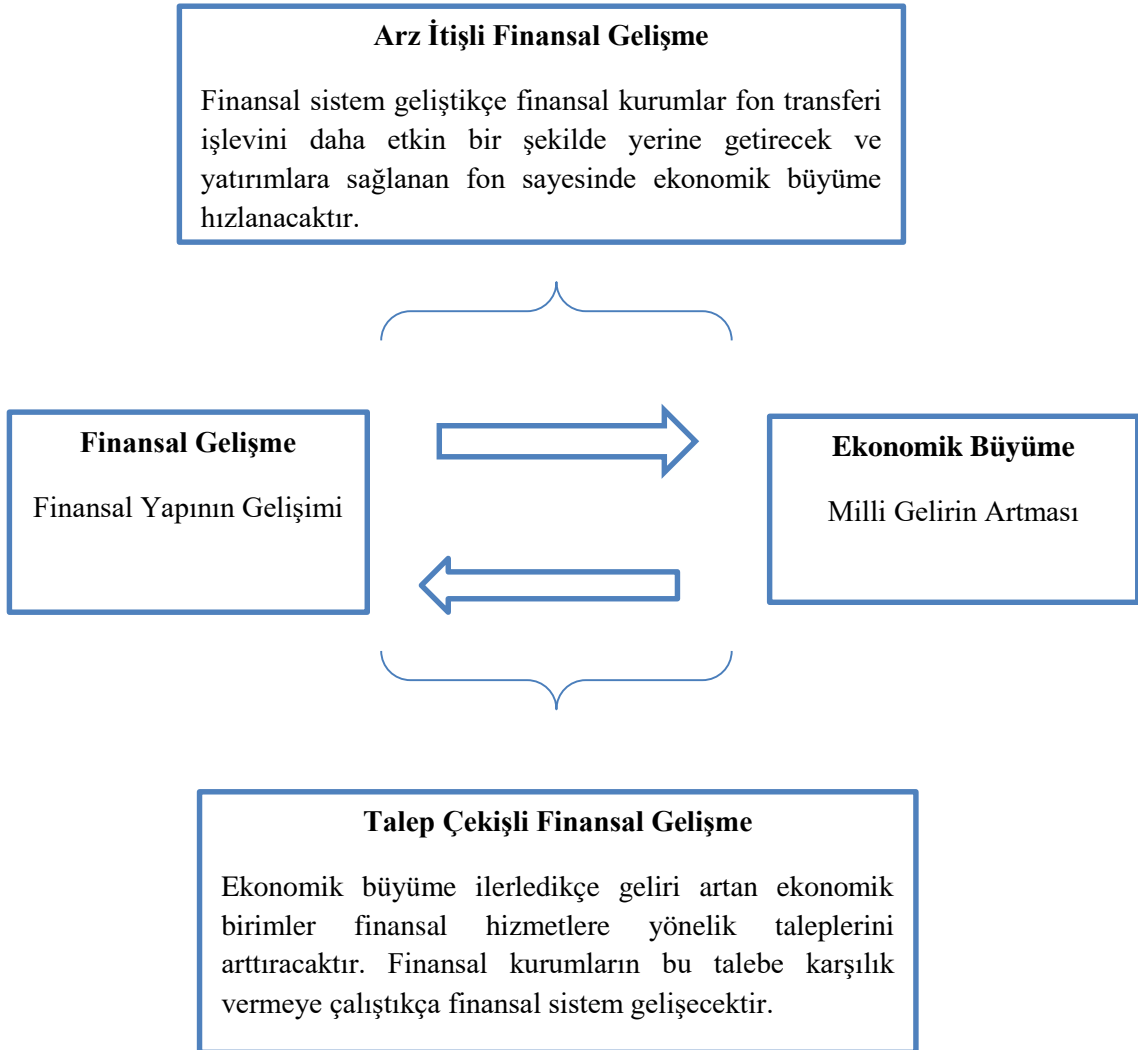 Arz İtişli Finansal Gelişme
Finansal sistem geliştikçe finansal kurumlar fon transferi
işlevini daha etkin bir şekilde yerine getirecek ve
yatırımlara sağlanan fon sayesinde ekonomik büyüme
hızlanacaktır.
Finansal Gelişme
Finansal Yapının Gelişimi
Ekonomik Büyüme
Milli Gelirin Artması
Talep Çekişli Finansal Gelişme
Ekonomik büyüme ilerledikçe geliri artan ekonomik
birimler finansal hizmetlere yönelik taleplerini
arttıracaktır. Finansal kurumların bu talebe karşılık
vermeye çalıştıkça finansal sistem gelişecektir.